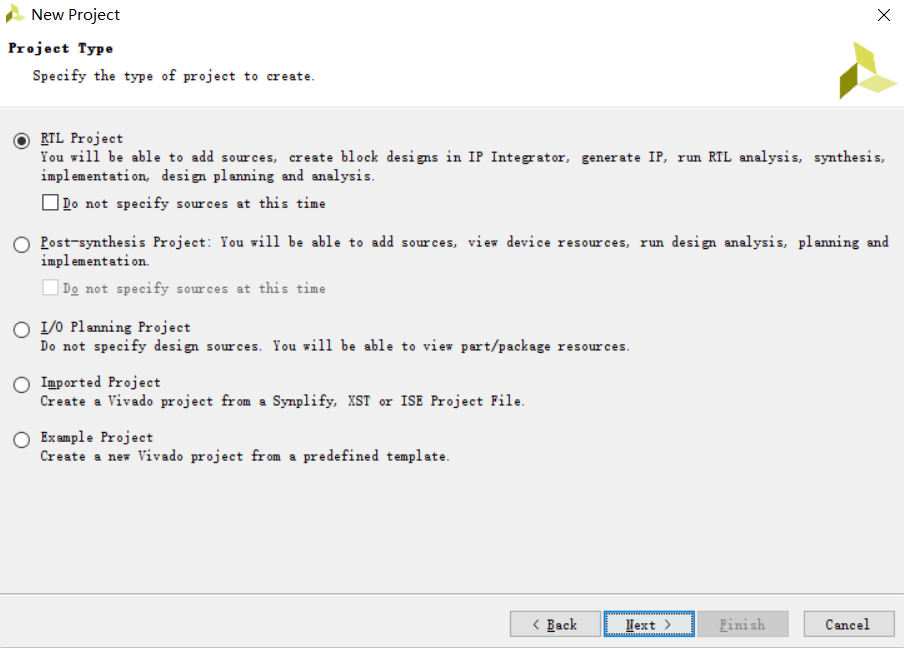 New Project
Project Type
Specify the type of project to create.
RTL Project
You will be able to add sources, create block designs in IP Integrator, generate IP, run RTL analysis, synthesis,
implementation, design planning and analysis.
Do not specify sources at this time
Post-synthesis Project: You will be able to add sources, view device resources, run design analysis, planning and
implementation.
Do not specify sources at this time
I/O Planning Project
Do not specify design sources. You will be able to view part/package resources.
Imported Project
Create a Vivado project from a Synplify, XST or ISE Project File.
Example Project
Create a new Vivado project from a predefined template.
< Back Next > Finish Cancel